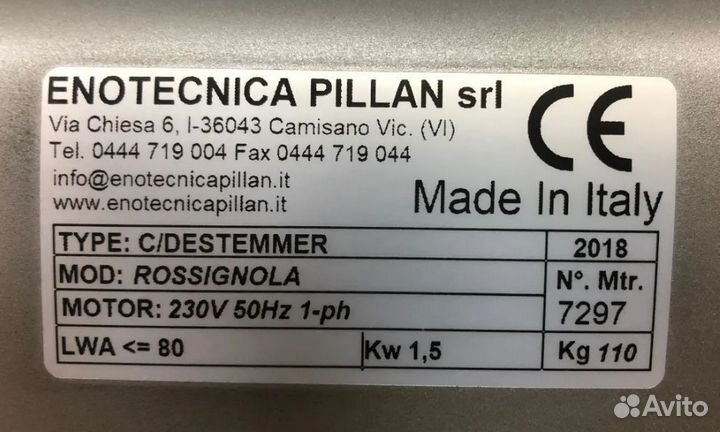 ENOTECNICA PILLAN srl
Via Chiesa 6, I-36043 Camisano Vic. (VI)
Tel. 0444 719 004 Fax 0444 719 044
info@enotecnicapillan.it
www.enotecnicapillan.it
CE
Made In Italy
TYPE: C/DESTEMMER 2018
MOD: ROSSIGNOLA N°. Mtr.
MOTOR: 230V 50Hz 1-ph 7297
LWA <= 80 Kw 1,5 Kg 110
Avito